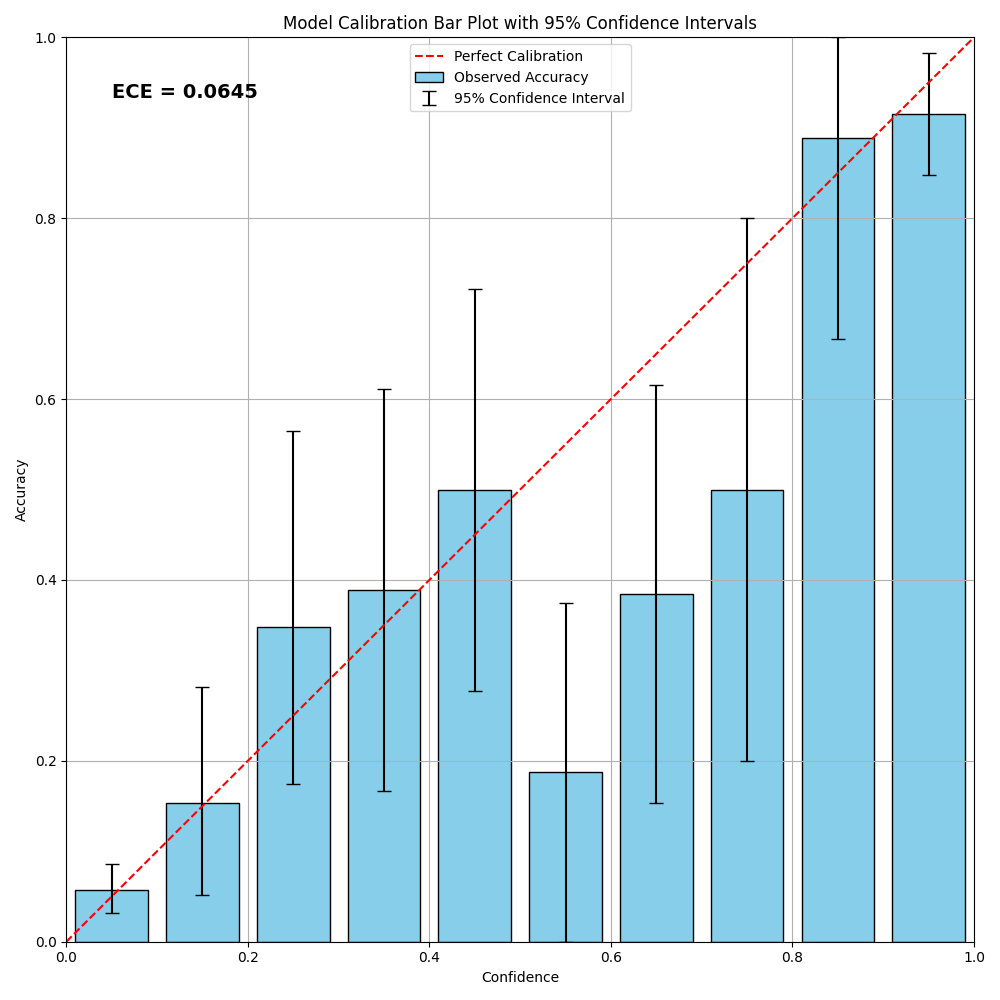 Model Calibration Bar Plot with 95% Confidence Intervals
ECE = 0.0645
Perfect Calibration
Observed Accuracy
95% Confidence Interval
Accuracy
1.0
0.8
0.6
0.4
0.2
0.0
0.0 0.2 0.4 0.6 0.8 1.0
Confidence